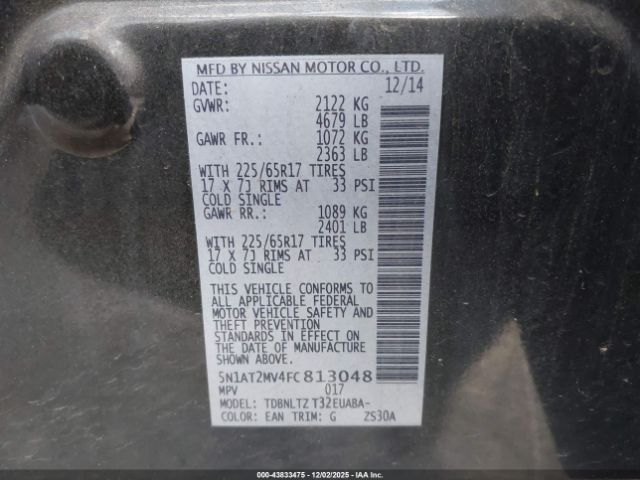 MFD BY NISSAN MOTOR CO., LTD.
DATE: 12/14
GVWR: 2122 KG
4679 LB
GAWR FR.: 1072 KG
2363 LB
WITH 225/65R17 TIRES
17 X 7J RIMS AT 33 PSI
COLD SINGLE
GAWR RR.: 1089 KG
2401 LB
WITH 225/65R17 TIRES
17 X 7J RIMS AT 33 PSI
COLD SINGLE
THIS VEHICLE CONFORMS TO
ALL APPLICABLE FEDERAL
MOTOR VEHICLE SAFETY AND
THEFT PREVENTION
STANDARDS IN EFFECT ON
THE DATE OF MANUFACTURE
SHOWN ABOVE.
5N1AT2MV4FC813048
MPV 017
MODEL: TDBNLTZ T32EUABA-
COLOR: EAN TRIM: G ZS30A
000-43833475 - 12/02/2025 - IAAI.COM